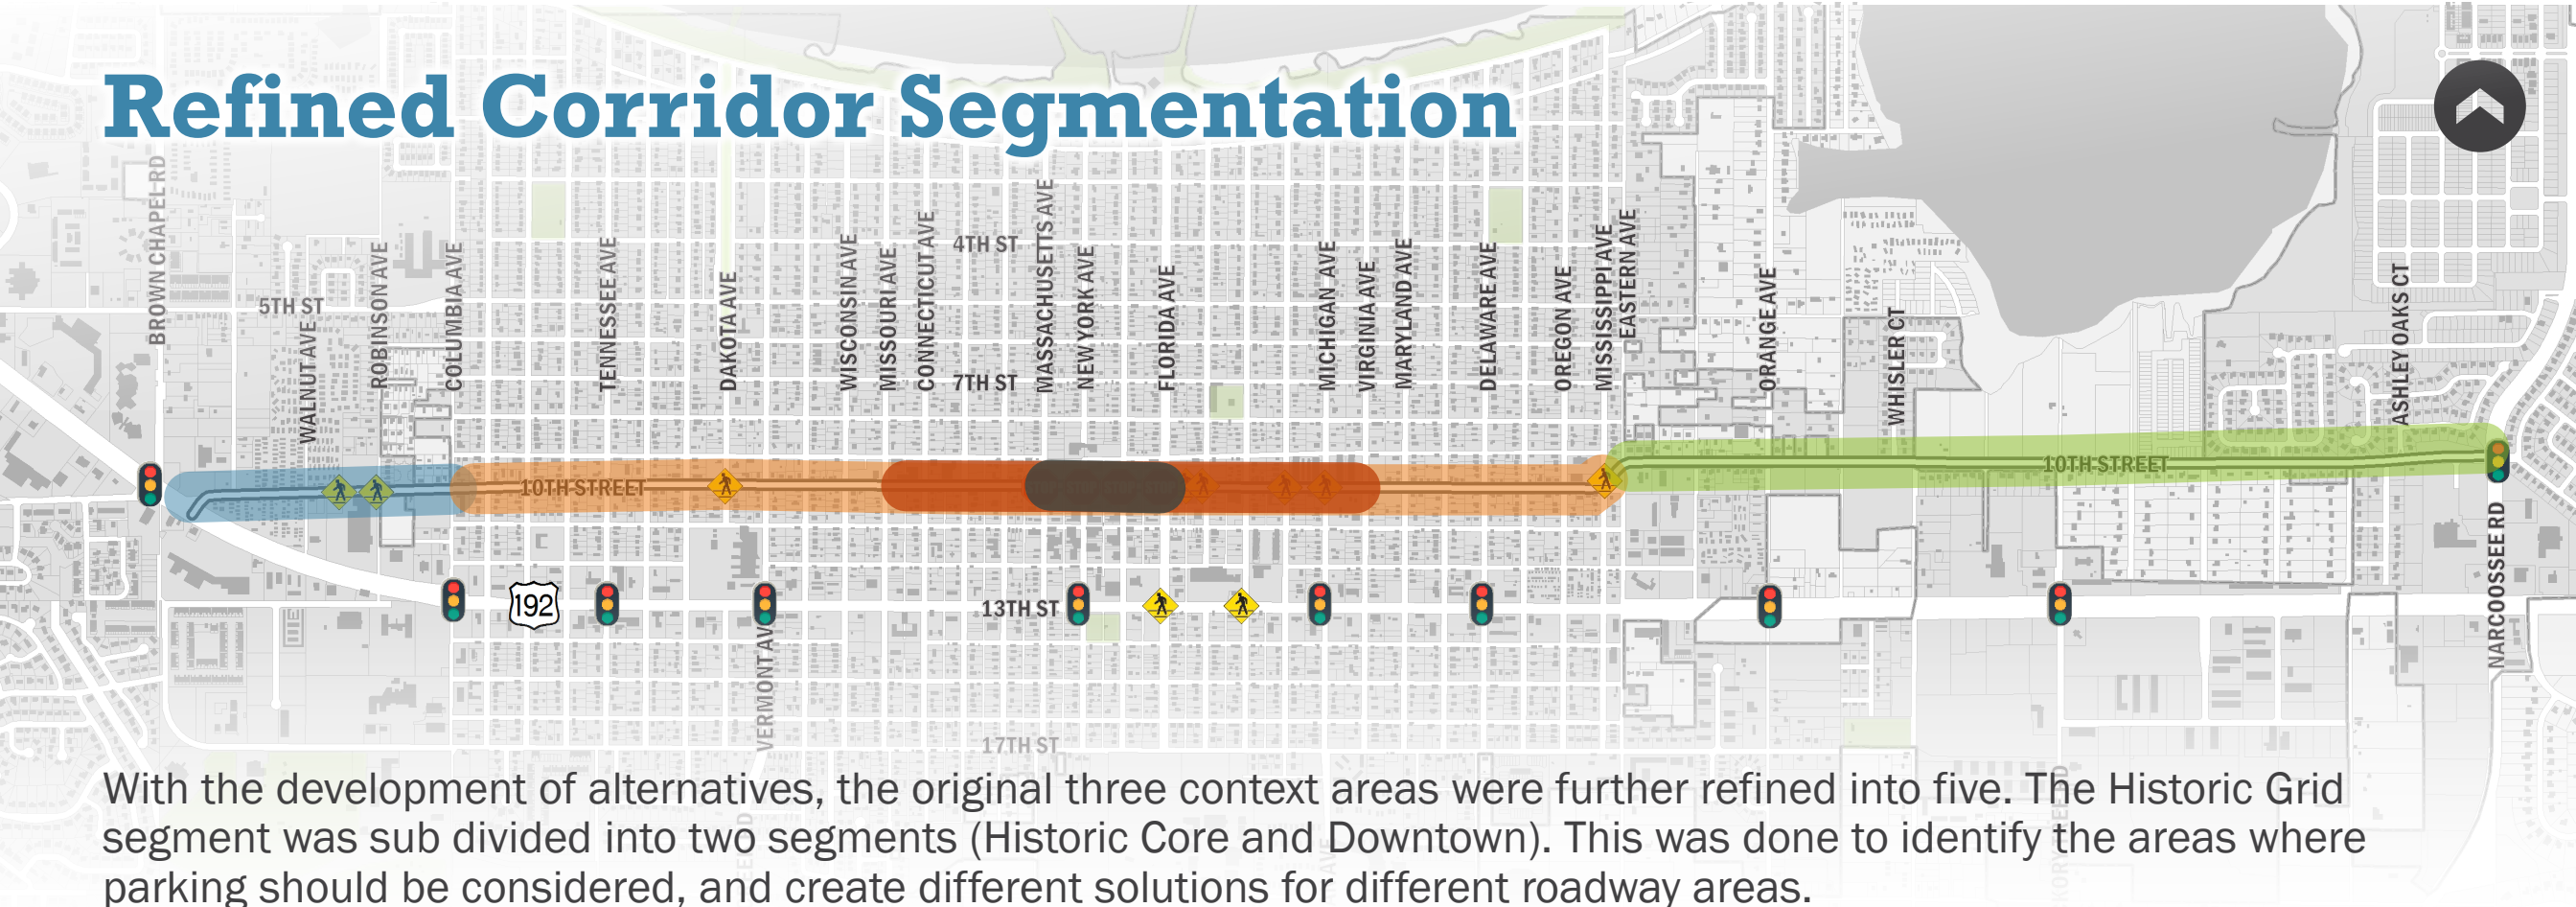 Refined Corridor Segmentation
BROWN CHAPEL RD
5TH ST
WALNUT AVE
ROBINSON AVE
COLUMBIA AVE
TENNESSEE AVE
DAKOTA AVE
WISCONSIN AVE
MISSOURI AVE
CONNECTICUT AVE
4TH ST
7TH ST
MASSACHUSETTS AVE
NEW YORK AVE
FLORIDA AVE
MICHIGAN AVE
VIRGINIA AVE
MARYLAND AVE
DELAWARE AVE
OREGON AVE
MISSISSIPPI AVE
EASTERN AVE
ORANGE AVE
WHISLER CT
ASHLEY OAKS CT
10TH STREET
10TH STREET
192
13TH ST
NARCOOSSEE RD
VERMONT AVE
17TH ST
With the development of alternatives, the original three context areas were further refined into five. The Historic Grid
segment was sub divided into two segments (Historic Core and Downtown). This was done to identify the areas where
parking should be considered, and create different solutions for different roadway areas.